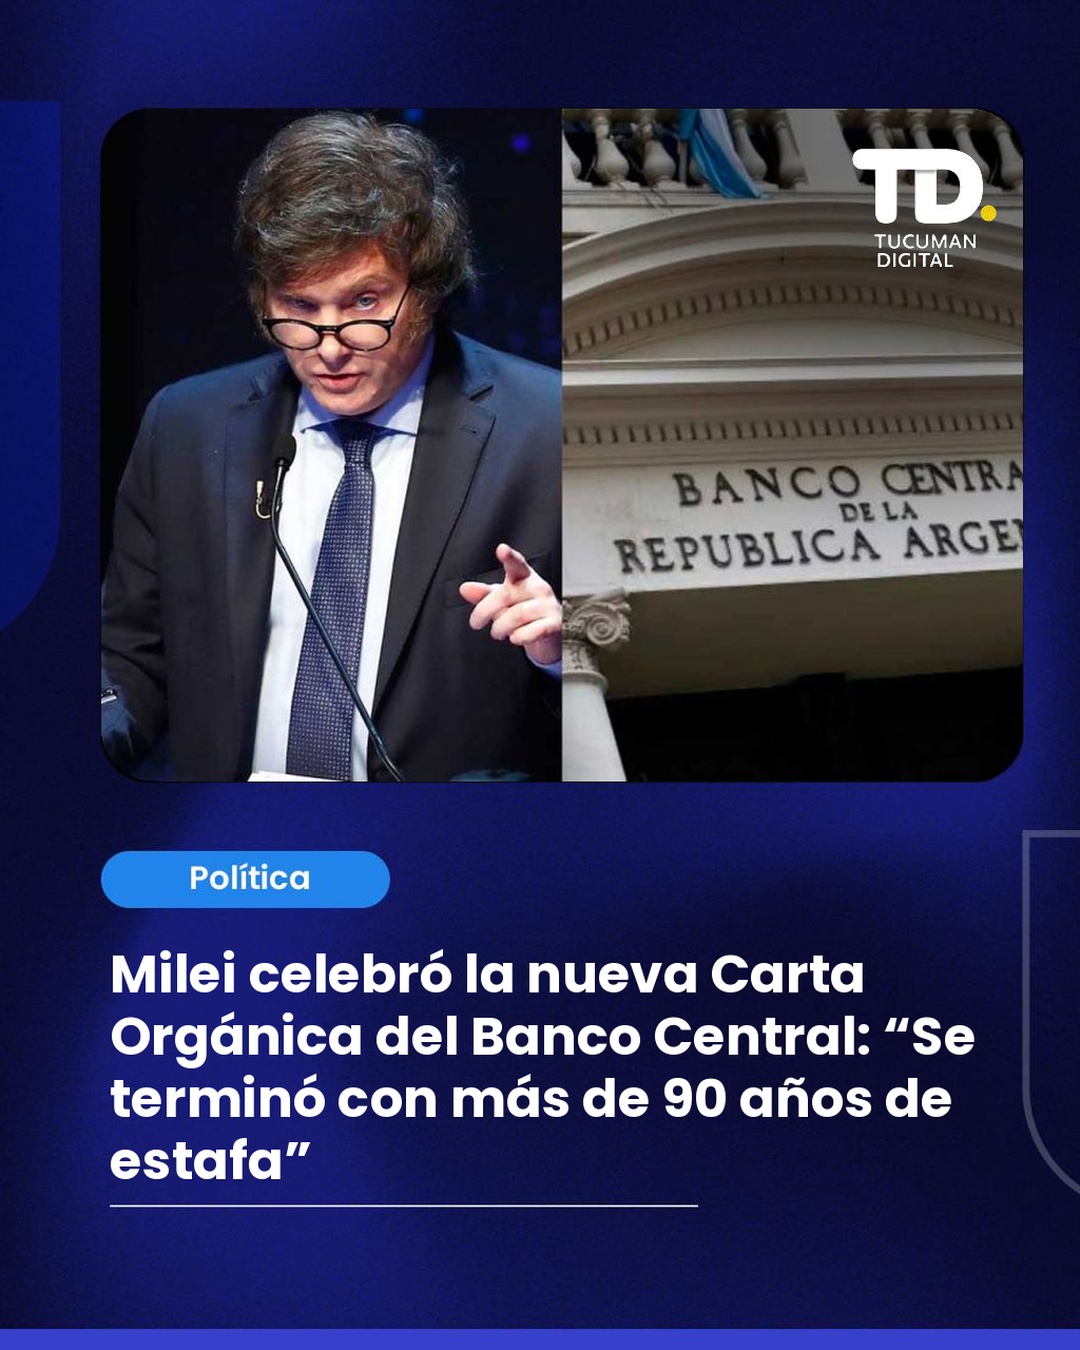 TD.
TUCUMAN
DIGITAL
BANCO CENTRA
DE LA
REPUBLICA ARGEN
Política
Milei celebró la nueva Carta
Orgánica del Banco Central: “Se
terminó con más de 90 años de
estafa”